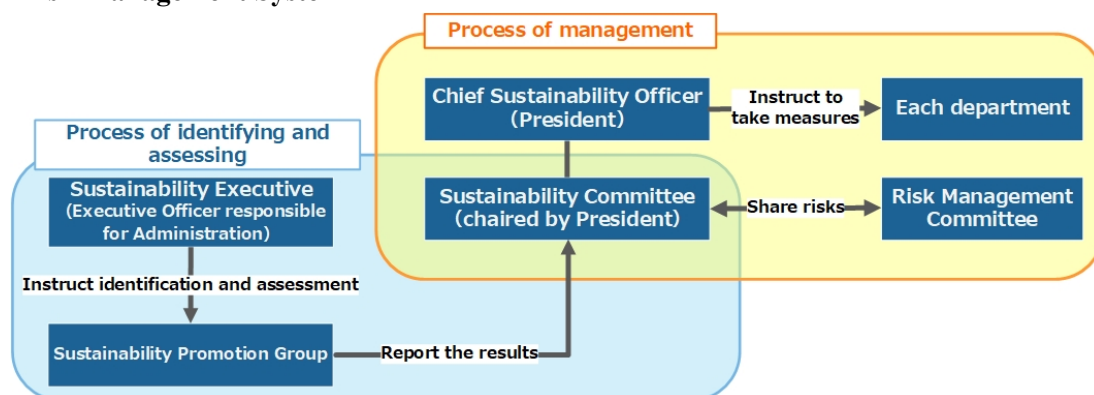 Process of management
Chief Sustainability Officer
(President)
Instruct to
take measures
Each department
Process of identifying and
assessing
Sustainability Executive
(Executive Officer responsible
for Administration)
Sustainability Committee
(chaired by President)
Share risks
Risk Management
Committee
Instruct identification and assessment
Sustainability Promotion Group
Report the results